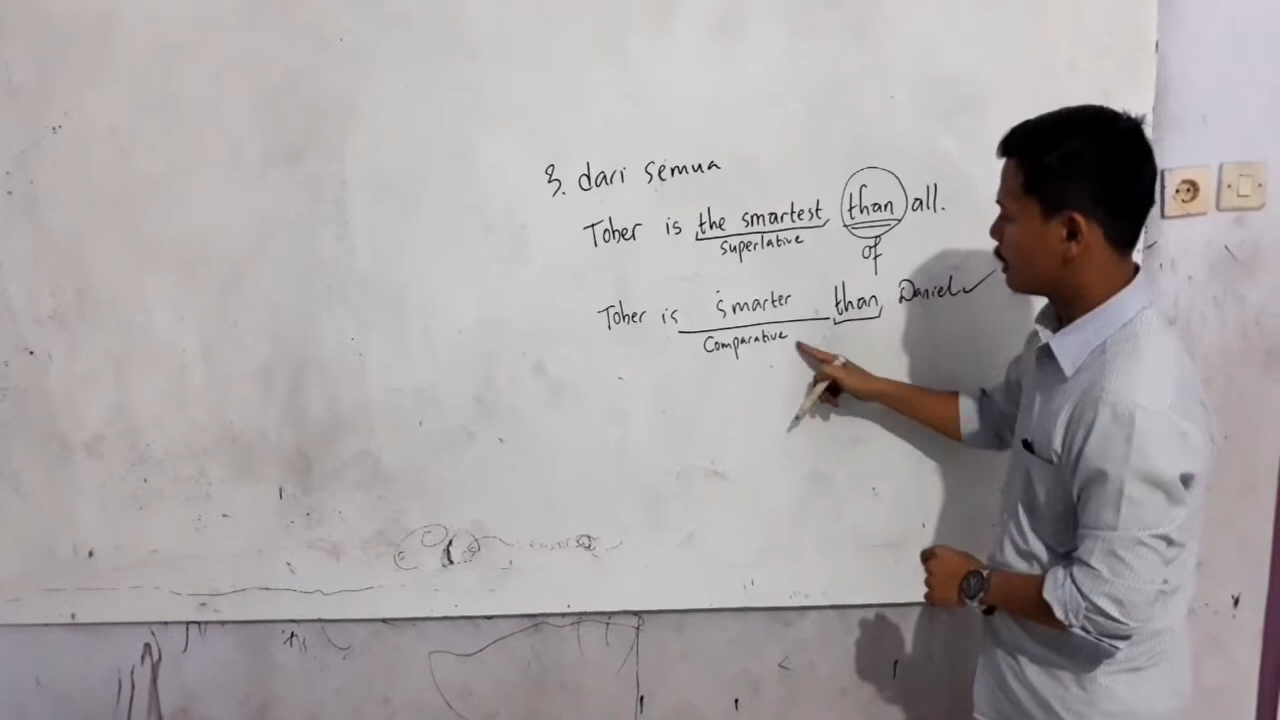 3. dari semua
Tober is the smartest than all.
superlative
of
Tober is smarter than Daniel
Comparative